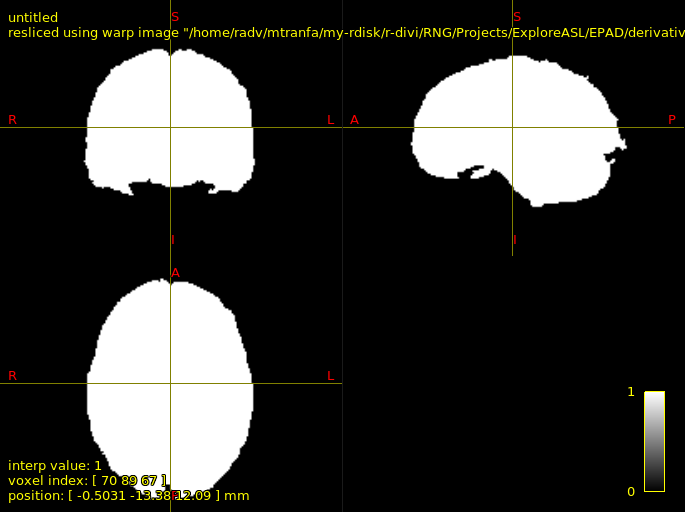 untitled
resliced using warp image "/home/radv/mtranfa/my-rdisk/r-divi/RNG/Projects/ExploreASL/EPAD/derivativ
S
S
R
L
A
P
I
I
A
R
L
1
interp value: 1
voxel index: [ 70 89 67 ]
position: [ -0.5031 -13.38 12.09 ] mm
0